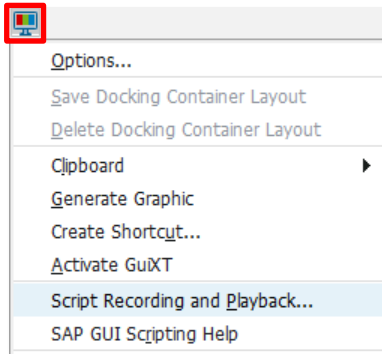 Options...
Save Docking Container Layout
Delete Docking Container Layout
Clipboard
Generate Graphic
Create Shortcut...
Activate GuiXT
Script Recording and Playback...
SAP GUI Scripting Help